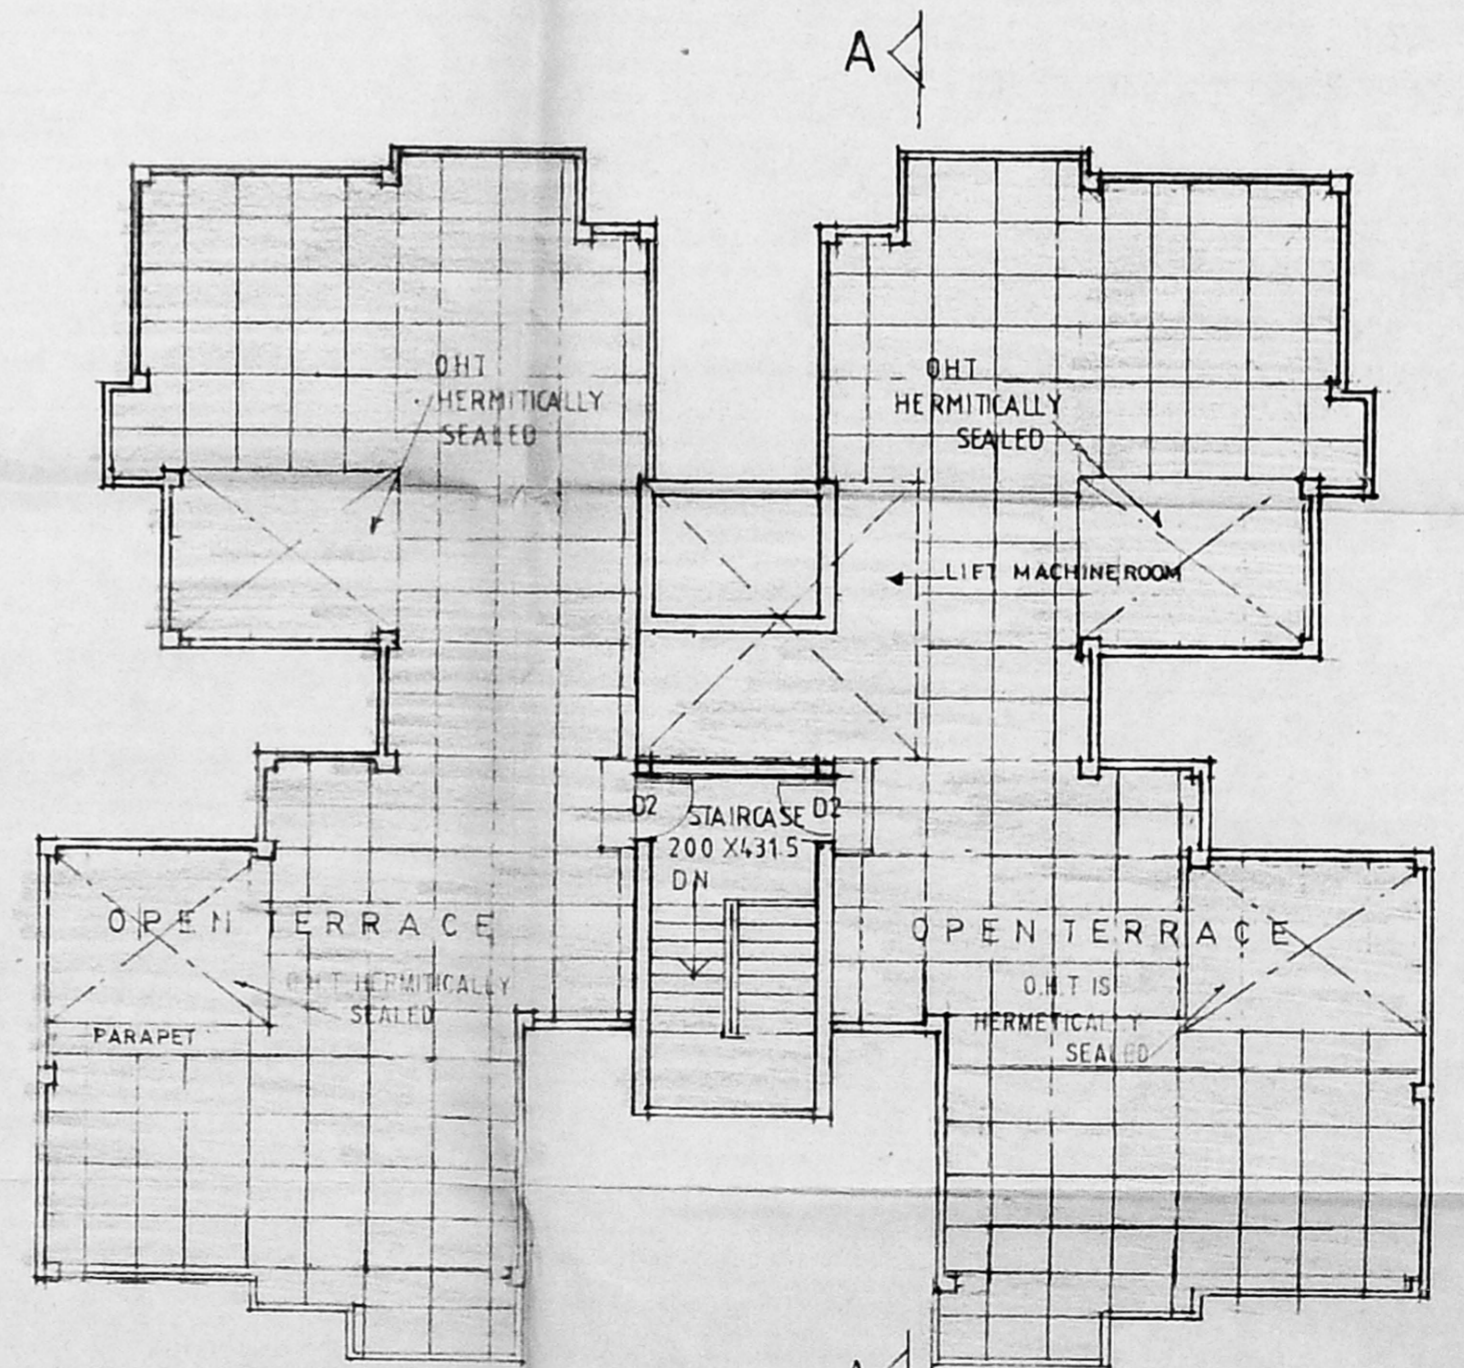 A
OHT
HERMITICALLY
SEALED
OHT
HERMITICALLY
SEALED
LIFT MACHINE ROOM
D2
STAIRCASE
200 X431.5
DN
D2
OPEN TERRACE
O.H.T HERMITICALLY
SEALED
PARAPET
OPEN TERRACE
O.H.T IS
HERMETICALLY
SEALED
A